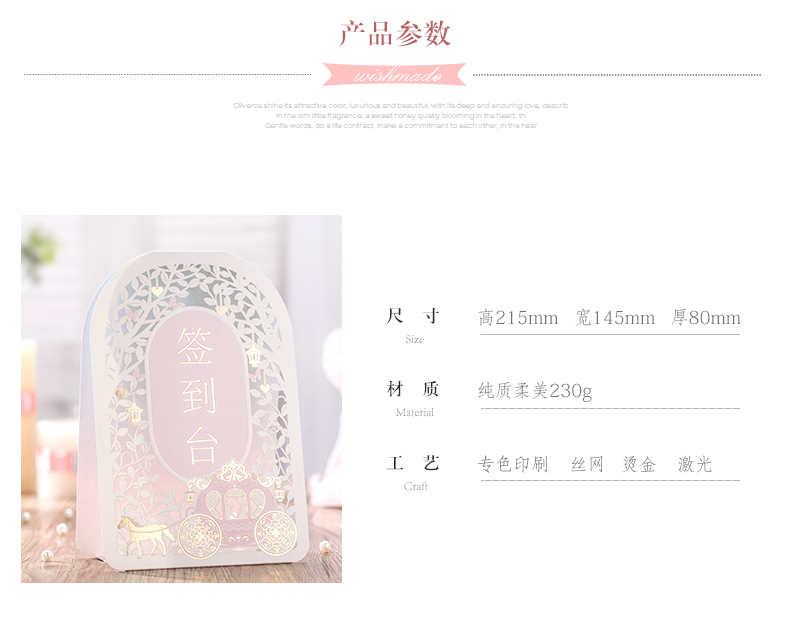 产品参数
wishmade
Oliveros shine its attractive color, luxurious and beautiful, with its deep and enduring love, describ
In the dim little fragrance, a sweet honey quietly blooming in the heart, th
Gentle words, do a life contract, make a commitment to each other, in the hear
签
到
台
尺 寸 高215mm 宽145mm 厚80mm
Size
材 质 纯质柔美230g
Material
工 艺 专色印刷 丝网 烫金 激光
Craft